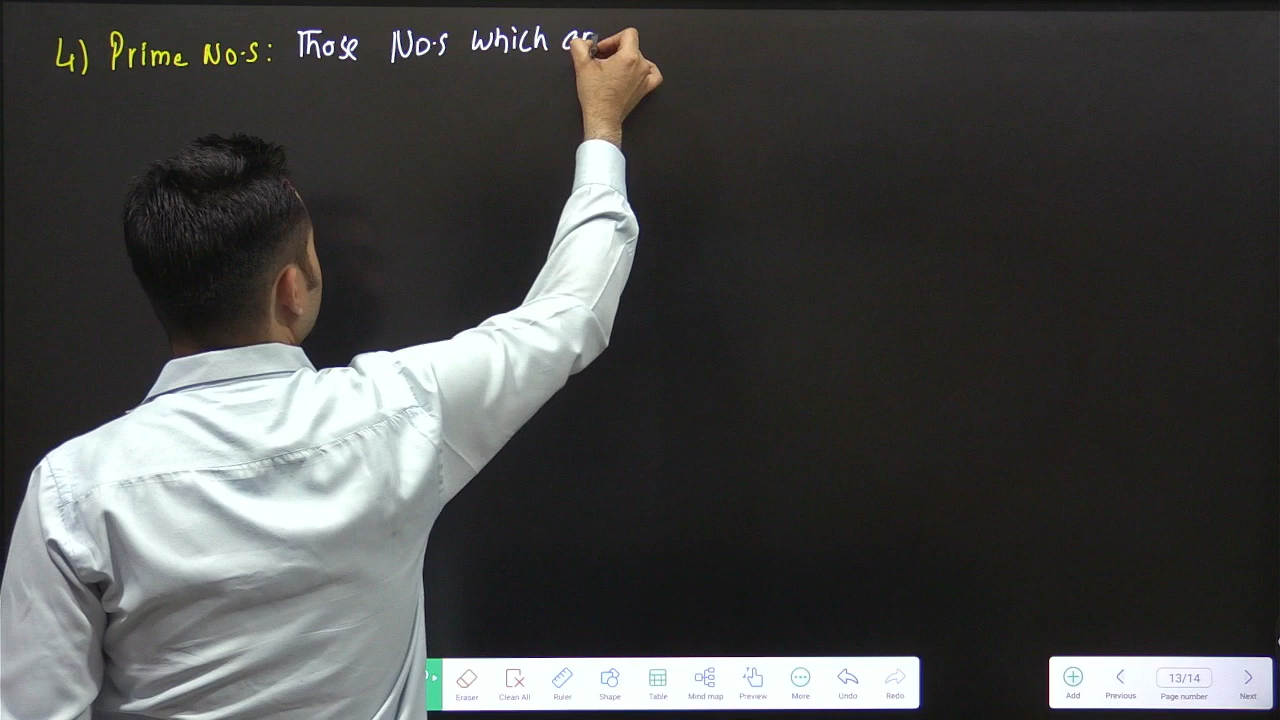 4) Prime No.s: Those No.s which ar
Eraser Clean All Ruler Shape Table Mind map Preview More Undo Redo
Add Previous 13/14 Page number Next